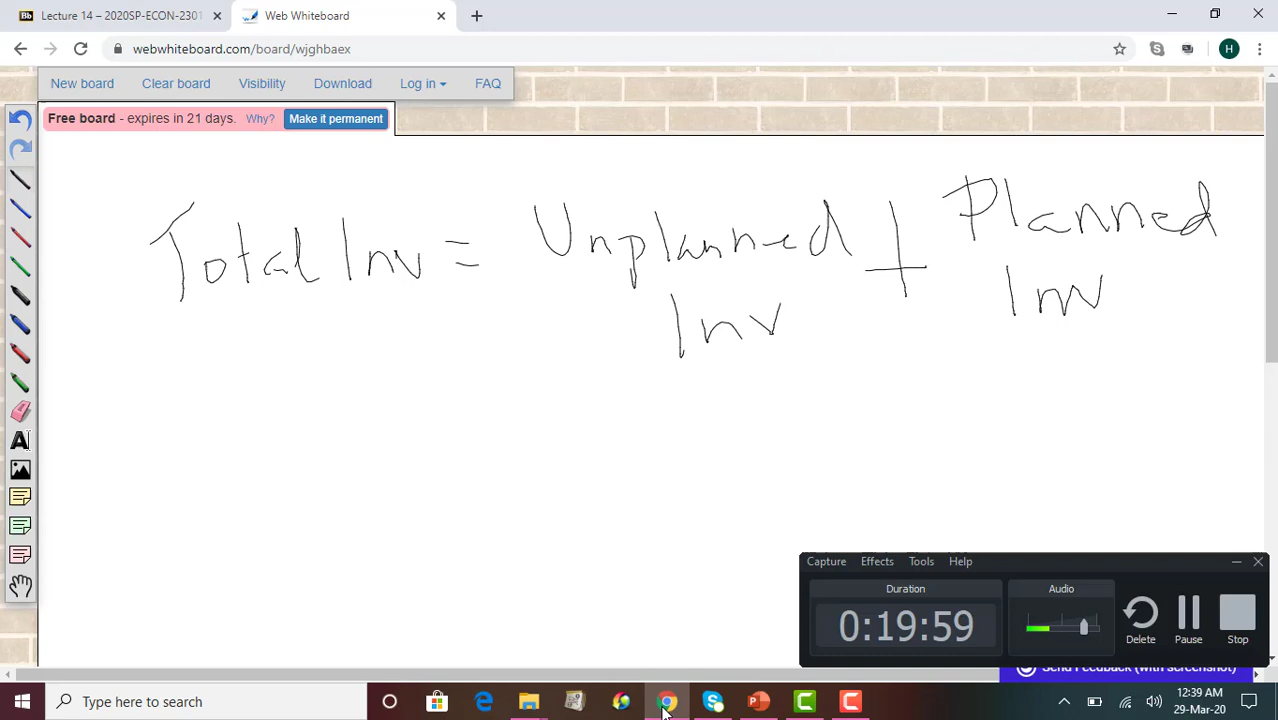 Bb Lecture 14 – 2020SP-ECON-2301
Web Whiteboard
webwhiteboard.com/board/wjghbaex
H
New board Clear board Visibility Download Log in FAQ
Free board - expires in 21 days. Why? Make it permanent
Total Inv = Unplanned Inv + Planned Inv
A
Capture Effects Tools Help
Duration Audio
0:19:59
Delete Pause Stop
Send Feedback (with screenshot)
Type here to search
12:39 AM
29-Mar-20